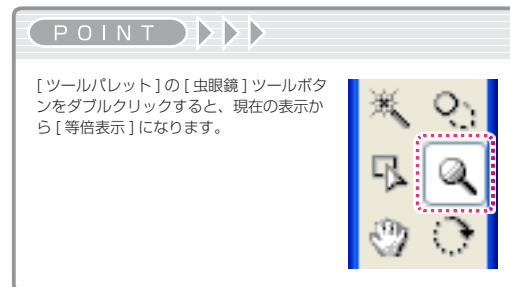 POINT
[ ツールパレット ] の [ 虫眼鏡 ] ツールボタ
ンをダブルクリックすると、現在の表示か
ら [ 等倍表示 ] になります。